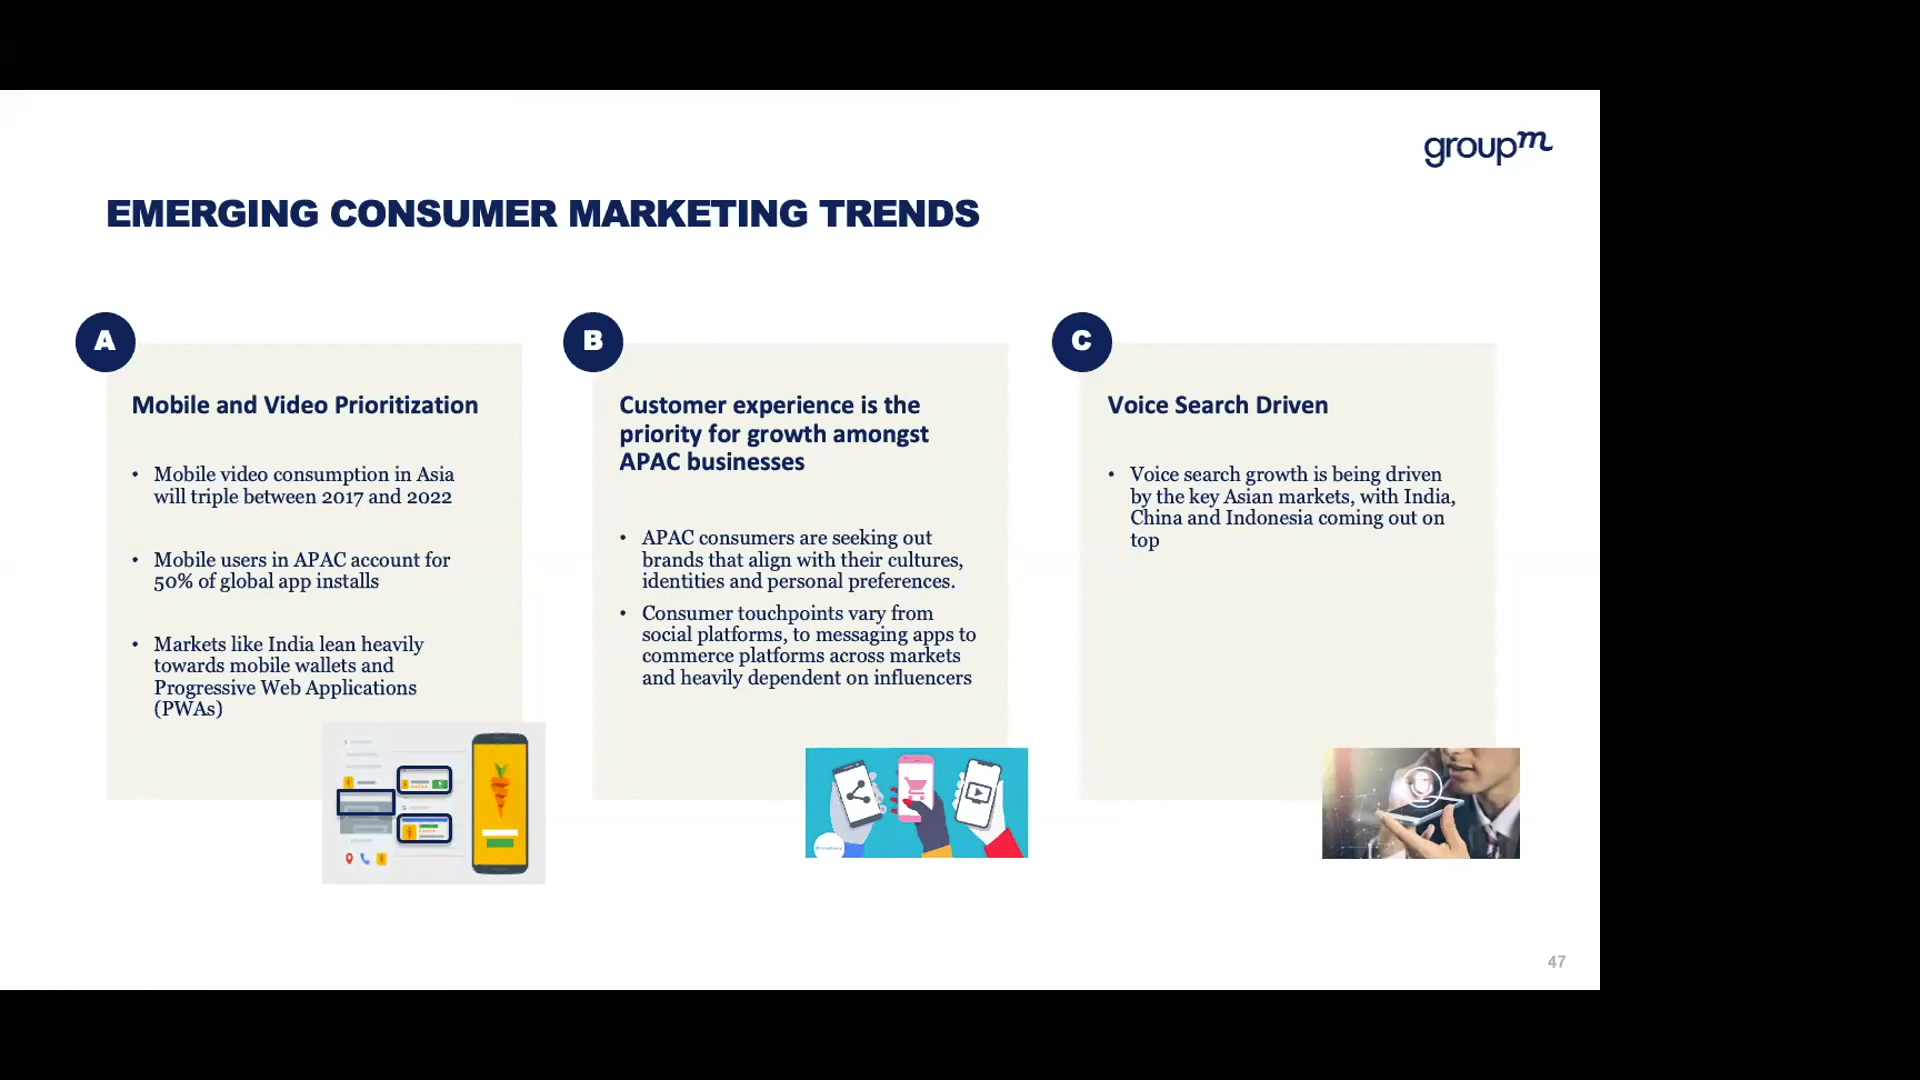 groupm
EMERGING CONSUMER MARKETING TRENDS
A
Mobile and Video Prioritization
• Mobile video consumption in Asia
will triple between 2017 and 2022
• Mobile users in APAC account for
50% of global app installs
• Markets like India lean heavily
towards mobile wallets and
Progressive Web Applications
(PWAs)
B
Customer experience is the
priority for growth amongst
APAC businesses
• APAC consumers are seeking out
brands that align with their cultures,
identities and personal preferences.
• Consumer touchpoints vary from
social platforms, to messaging apps to
commerce platforms across markets
and heavily dependent on influencers
C
Voice Search Driven
• Voice search growth is being driven
by the key Asian markets, with India,
China and Indonesia coming out on
top
47